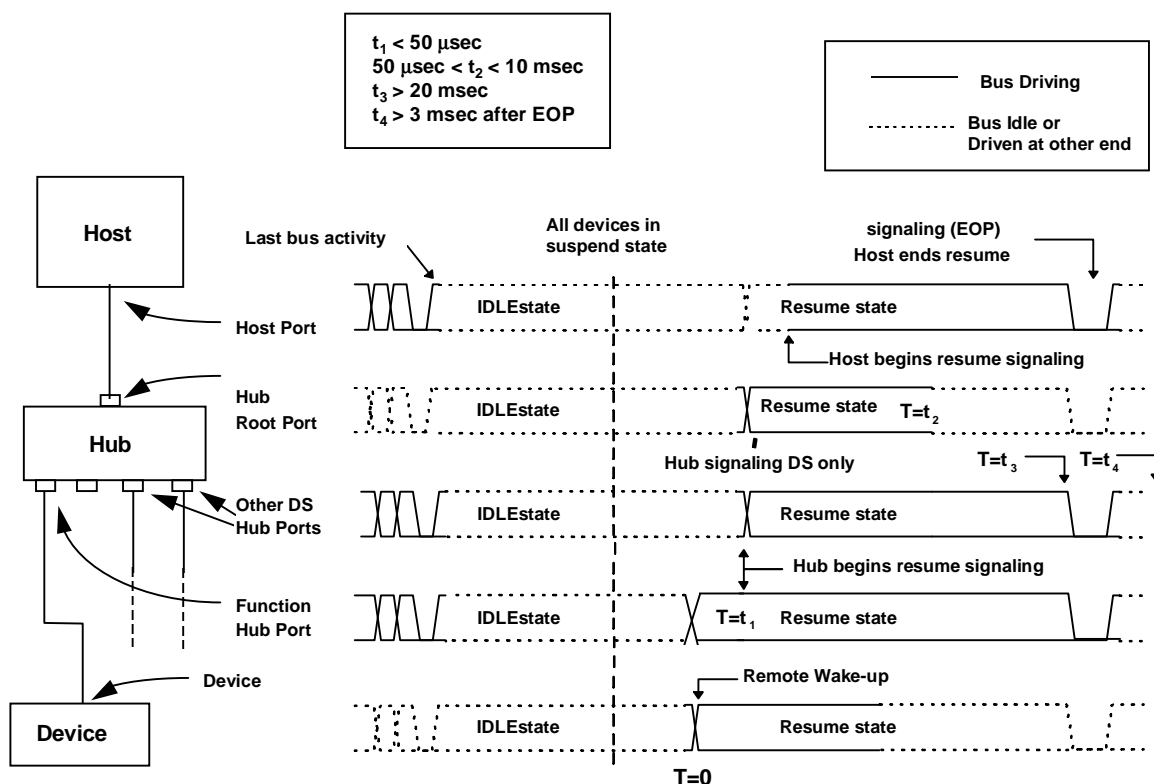 t1 < 50 μsec
50 μsec < t2 < 10 msec
t3 > 20 msec
t4 > 3 msec after EOP
Bus Driving
Bus Idle or
Driven at other end
Host
Last bus activity
All devices in
suspend state
signaling (EOP)
Host ends resume
Host Port
IDLEstate
Resume state
Host begins resume signaling
Hub
Root Port
IDLEstate
Resume state
T=t2
Hub
Hub signaling DS only
T=t3
T=t4
Other DS
Hub Ports
IDLEstate
Resume state
Hub begins resume signaling
Function
Hub Port
IDLEstate
T=t1
Resume state
Device
Remote Wake-up
Device
IDLEstate
Resume state
T=0